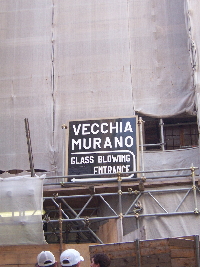 VECCHIA
MURANO
GLASS BLOWING
ENTRANCE